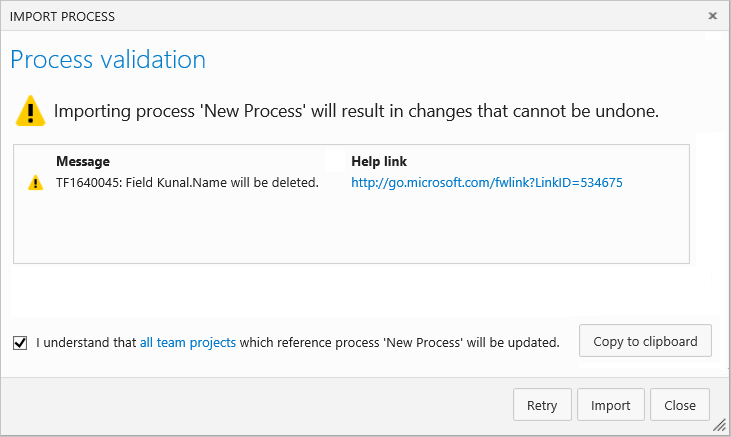 IMPORT PROCESS
Process validation
Importing process 'New Process' will result in changes that cannot be undone.
Message Help link
TF1640045: Field Kunal.Name will be deleted. http://go.microsoft.com/fwlink?LinkID=534675
I understand that all team projects which reference process 'New Process' will be updated. Copy to clipboard
Retry Import Close